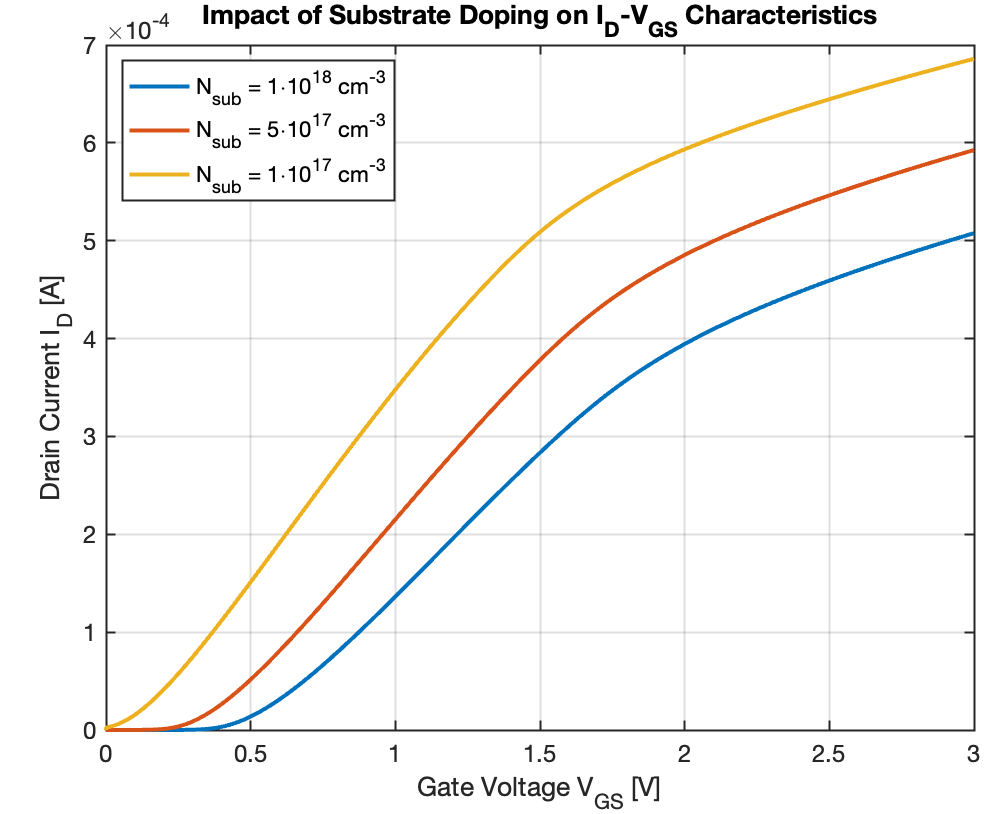 Impact of Substrate Doping on I_D-V_GS Characteristics
×10^-4
7
6
5
4
3
2
1
0
Drain Current I_D [A]
N_sub = 1·10^18 cm^-3
N_sub = 5·10^17 cm^-3
N_sub = 1·10^17 cm^-3
0 0.5 1 1.5 2 2.5 3
Gate Voltage V_GS [V]